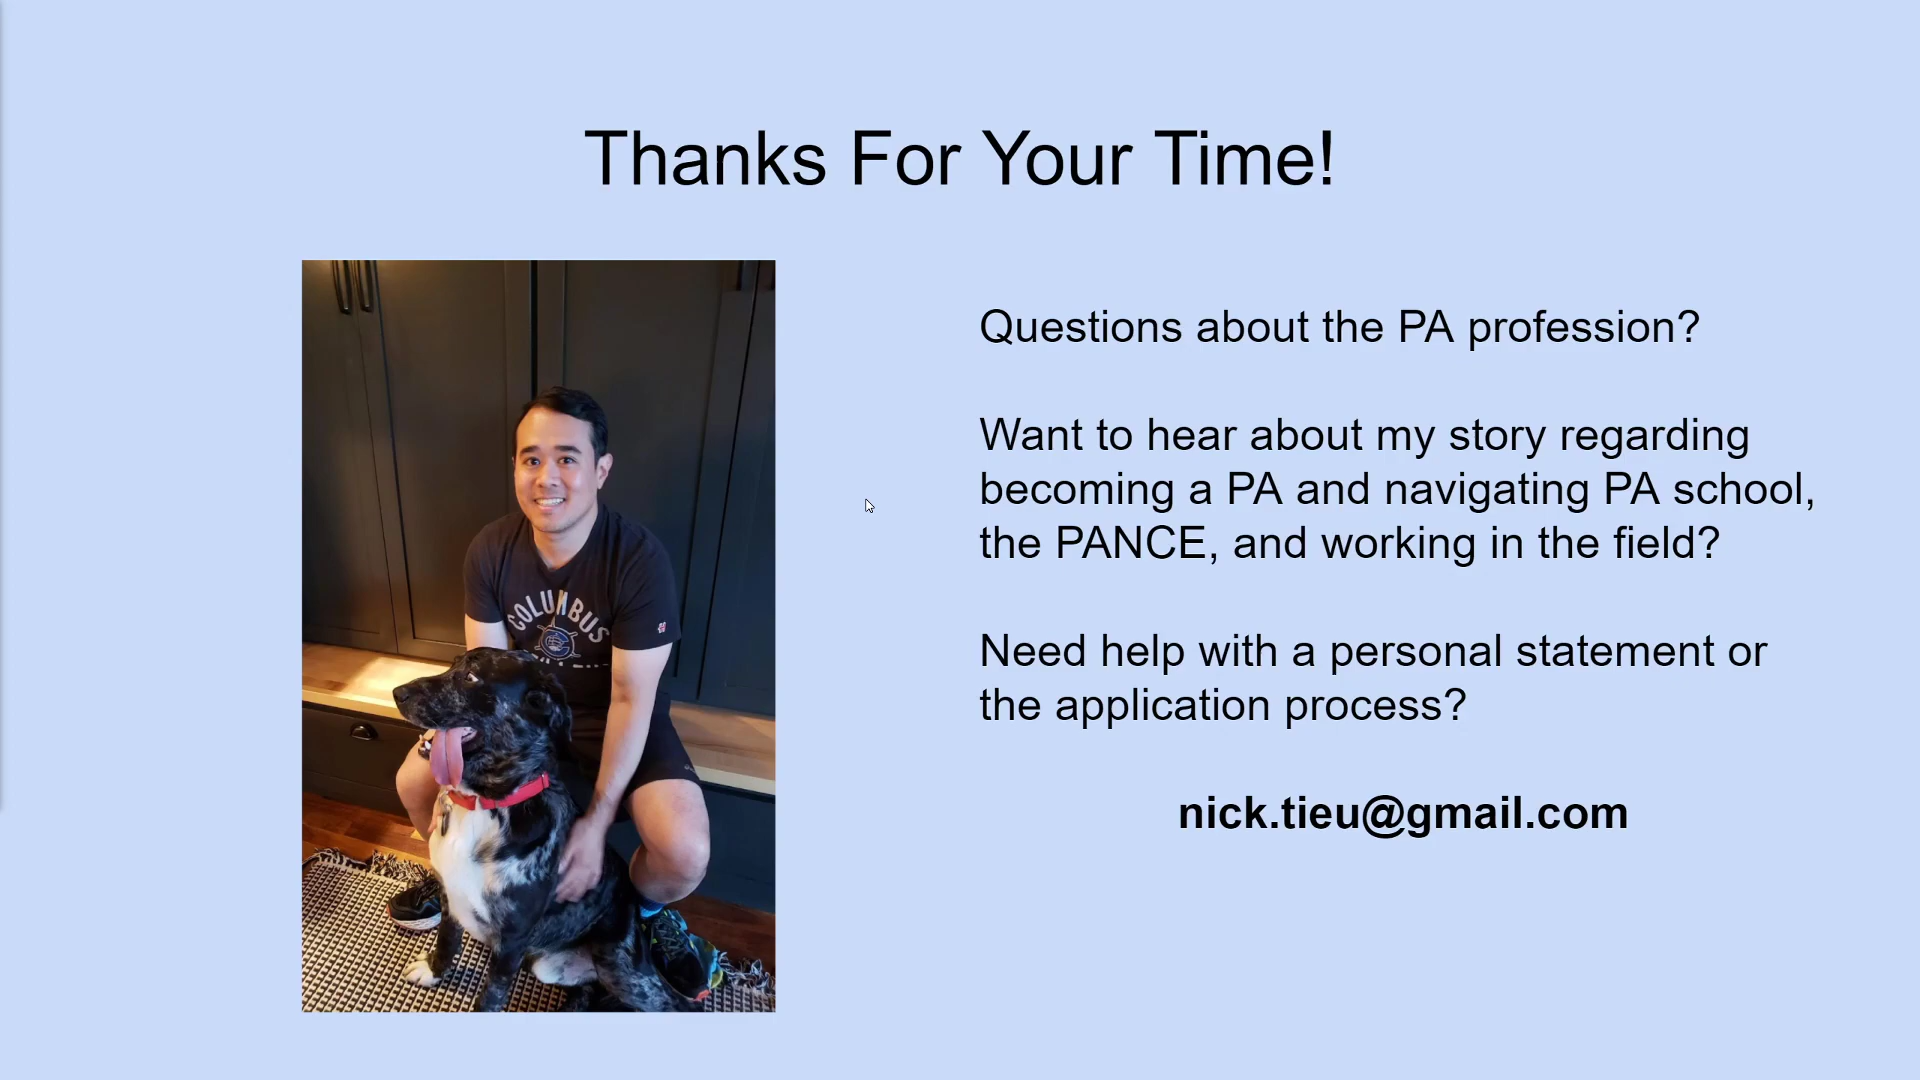 Thanks For Your Time!
Questions about the PA profession?
Want to hear about my story regarding
becoming a PA and navigating PA school,
the PANCE, and working in the field?
Need help with a personal statement or
the application process?
nick.tieu@gmail.com
COLUMBUS